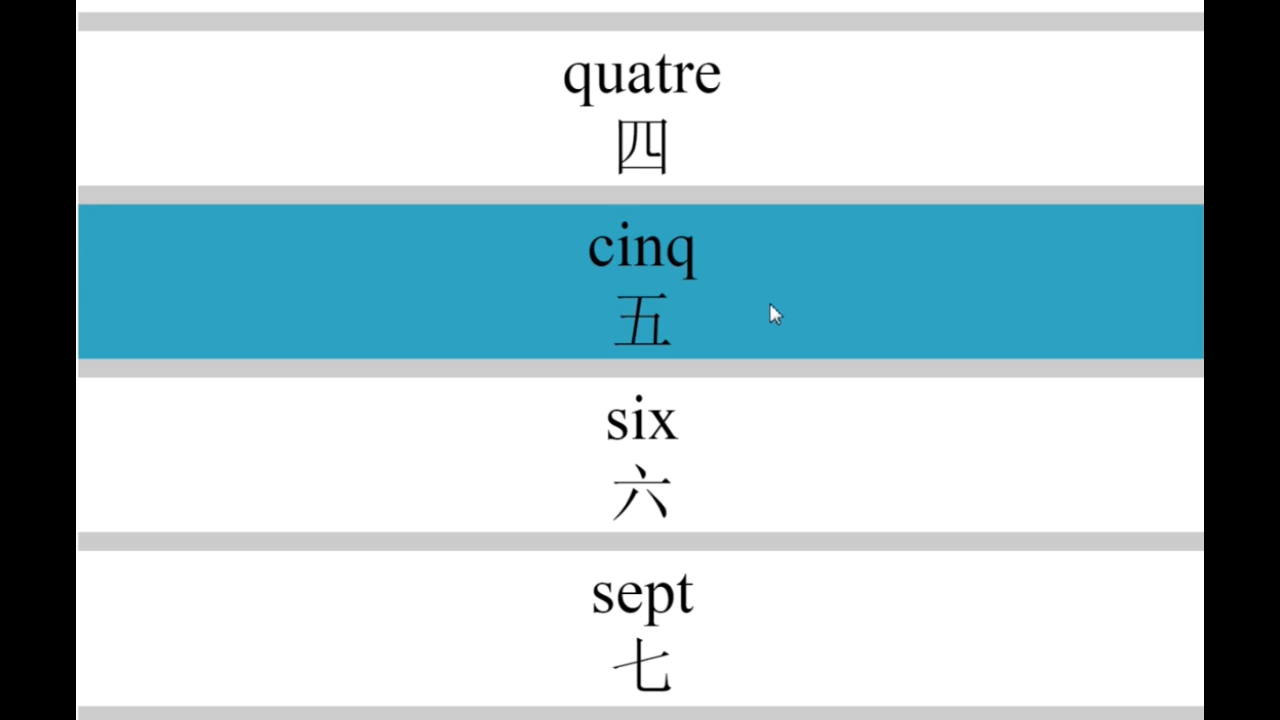 quatre
四
cinq
五
six
六
sept
七